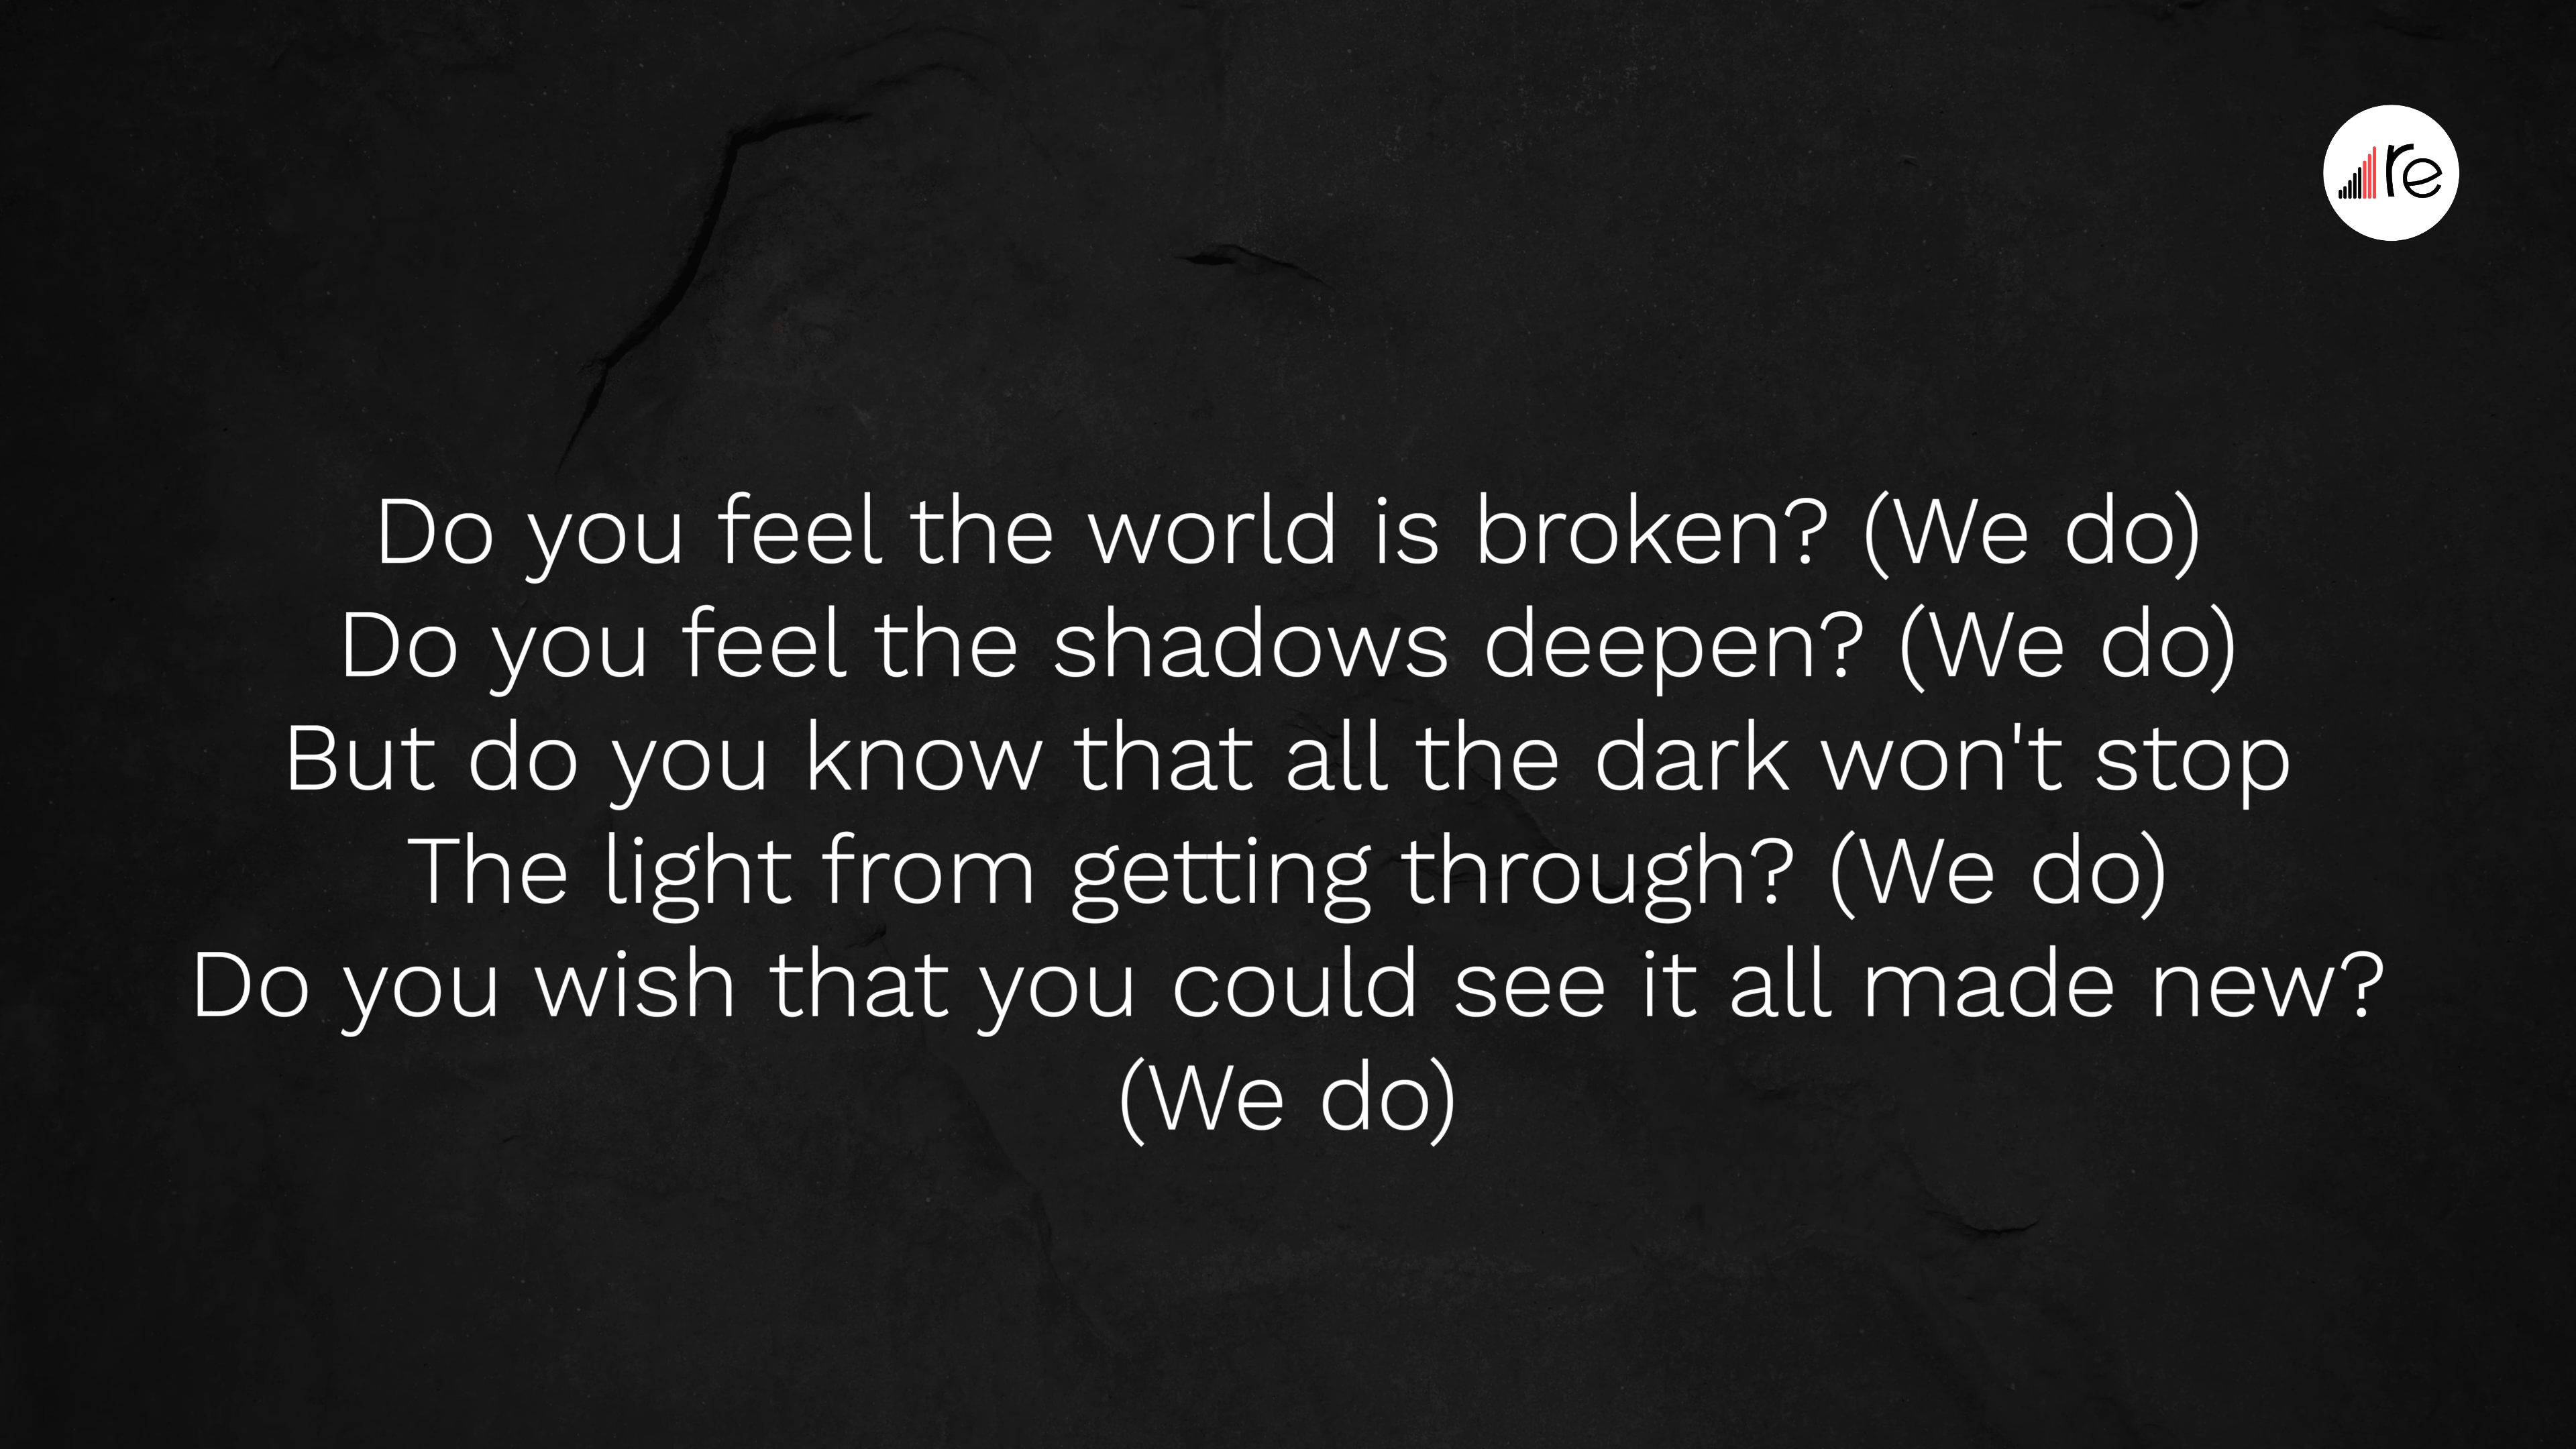 re
Do you feel the world is broken? (We do)
Do you feel the shadows deepen? (We do)
But do you know that all the dark won't stop
The light from getting through? (We do)
Do you wish that you could see it all made new?
(We do)